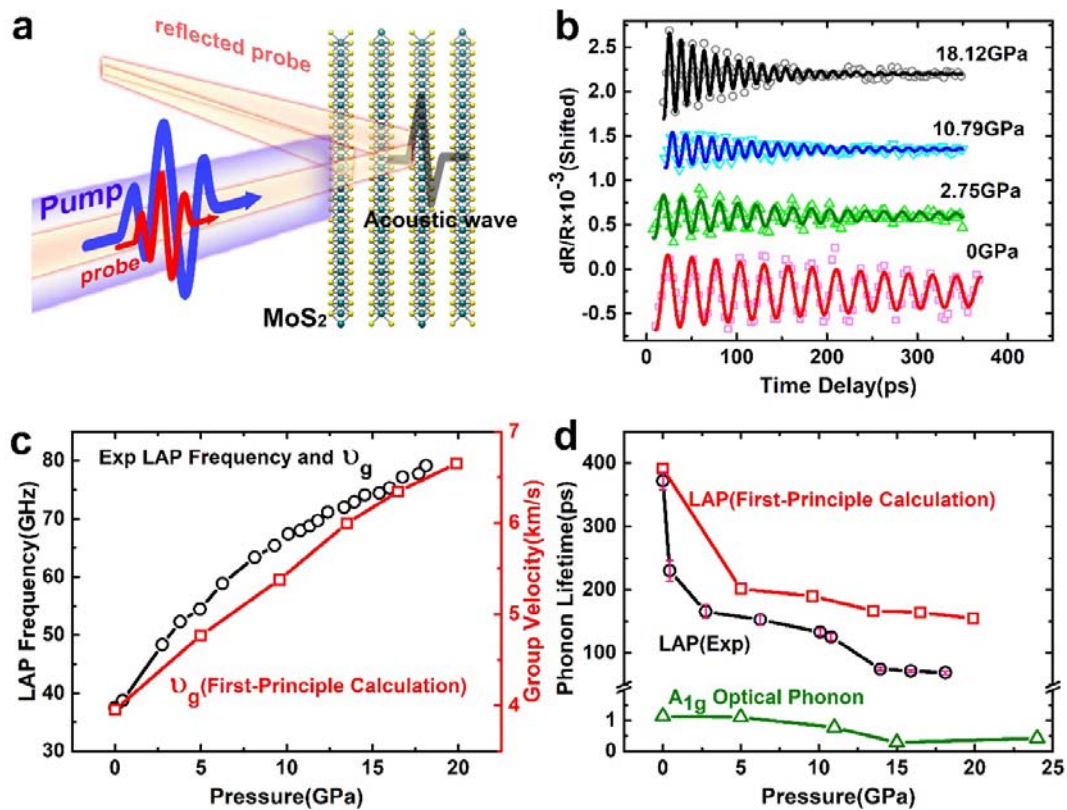 a
reflected probe
Pump
probe
Acoustic wave
MoS2
b
2.5
2.0
1.5
1.0
0.5
0.0
-0.5
dR/R×10⁻³(Shifted)
18.12GPa
10.79GPa
2.75GPa
0GPa
0 100 200 300 400
Time Delay(ps)
c
80
70
60
50
40
30
LAP Frequency(GHz)
Exp LAP Frequency and υg
υg(First-Principle Calculation)
7
6
5
4
Group Velocity(km/s)
0 5 10 15 20
Pressure(GPa)
d
400
300
200
100
1
0
Phonon Lifetime(ps)
LAP(First-Principle Calculation)
LAP(Exp)
A1g Optical Phonon
0 5 10 15 20 25
Pressure(GPa)